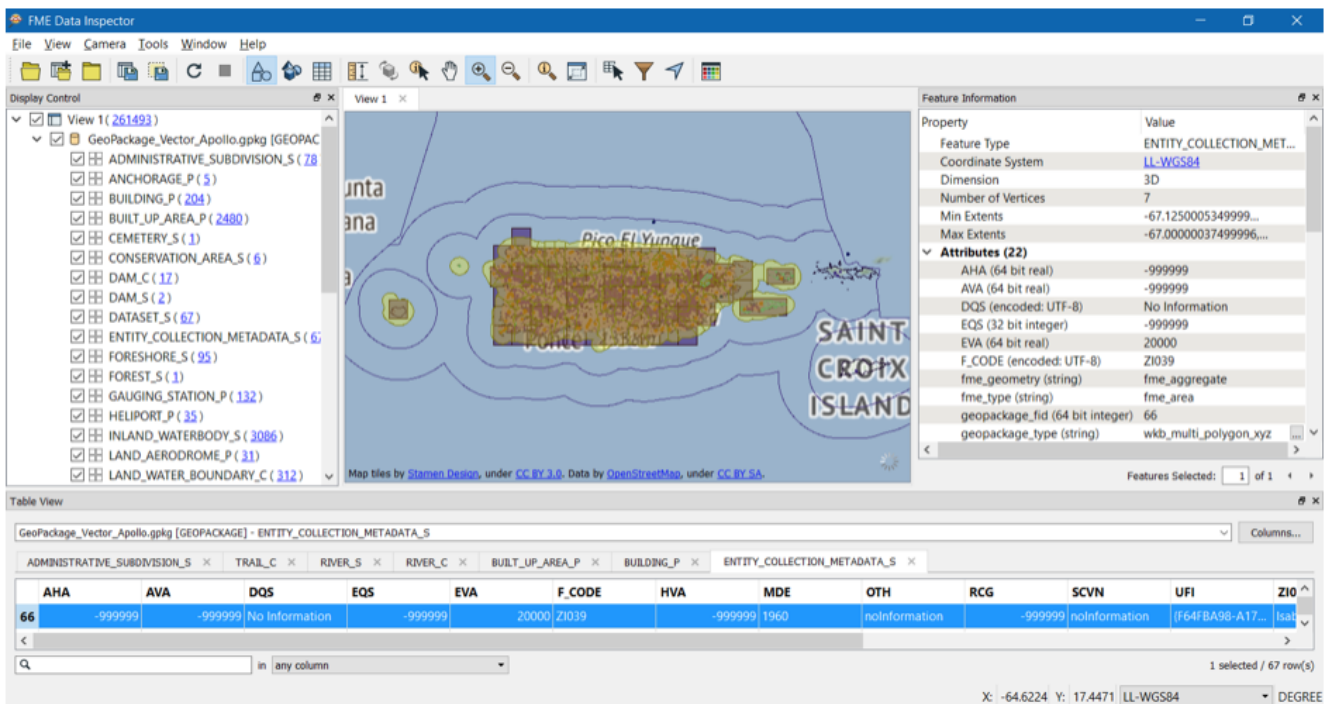 FME Data Inspector
File View Camera Tools Window Help
Display Control
View 1 (261493)
GeoPackage_Vector_Apollo.gpkg [GEOPAC
ADMINISTRATIVE_SUBDIVISION_S (78
ANCHORAGE_P (5)
BUILDING_P (204)
BUILT_UP_AREA_P (2480)
CEMETERY_S (1)
CONSERVATION_AREA_S (6)
DAM_C (17)
DAM_S (2)
DATASET_S (67)
ENTITY_COLLECTION_METADATA_S (67
FORESHORE_S (95)
FOREST_S (1)
GAUGING_STATION_P (132)
HELIPORT_P (35)
INLAND_WATERBODY_S (3086)
LAND_AERODROME_P (31)
LAND_WATER_BOUNDARY_C (312)
View 1
unta
ana
Pico El Yunque
Ponce
1338m
SAINT
CROIX
ISLAND
Map tiles by Stamen Design, under CC BY 3.0. Data by OpenStreetMap, under CC BY SA.
Feature Information
Property Value
Feature Type ENTITY_COLLECTION_MET...
Coordinate System LL-WGS84
Dimension 3D
Number of Vertices 7
Min Extents -67.1250005349999...
Max Extents -67.00000037499996,...
Attributes (22)
AHA (64 bit real) -999999
AVA (64 bit real) -999999
DQS (encoded: UTF-8) No Information
EQS (32 bit integer) -999999
EVA (64 bit real) 20000
F_CODE (encoded: UTF-8) ZI039
fme_geometry (string) fme_aggregate
fme_type (string) fme_area
geopackage_fid (64 bit integer) 66
geopackage_type (string) wkb_multi_polygon_xyz ...
Features Selected: 1 of 1
Table View
GeoPackage_Vector_Apollo.gpkg [GEOPACKAGE] - ENTITY_COLLECTION_METADATA_S Columns...
ADMINISTRATIVE_SUBDIVISION_S TRAIL_C RIVER_S RIVER_C BUILT_UP_AREA_P BUILDING_P ENTITY_COLLECTION_METADATA_S
AHA AVA DQS EQS EVA F_CODE HVA MDE OTH RCG SCVN UFI ZI0
66 -999999 -999999 No Information -999999 20000 ZI039 -999999 1960 noInformation -999999 noInformation {F64FBA98-A17... Isab
in any column 1 selected / 67 row(s)
X: -64.6224 Y: 17.4471 LL-WGS84 DEGREE